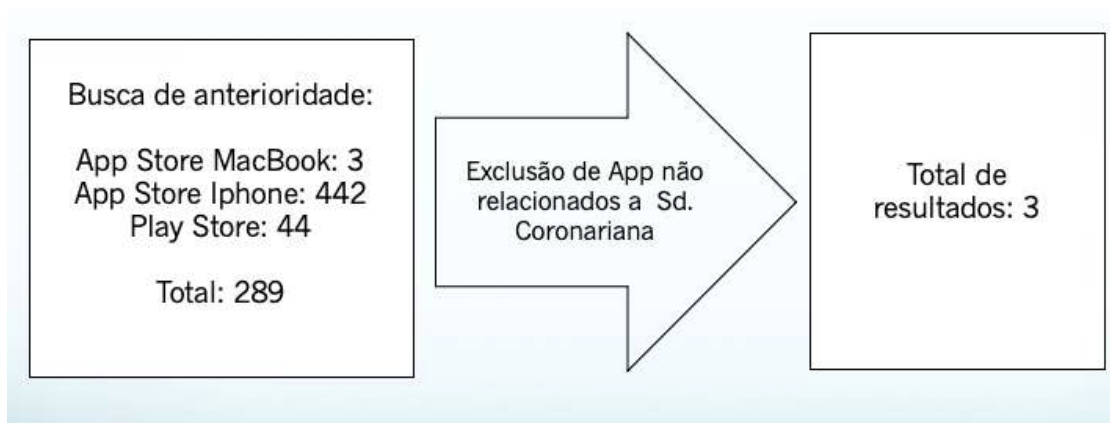 Busca de anterioridade:
App Store MacBook: 3
App Store Iphone: 442
Play Store: 44
Total: 289
Exclusão de App não
relacionados a Sd.
Coronariana
Total de
resultados: 3